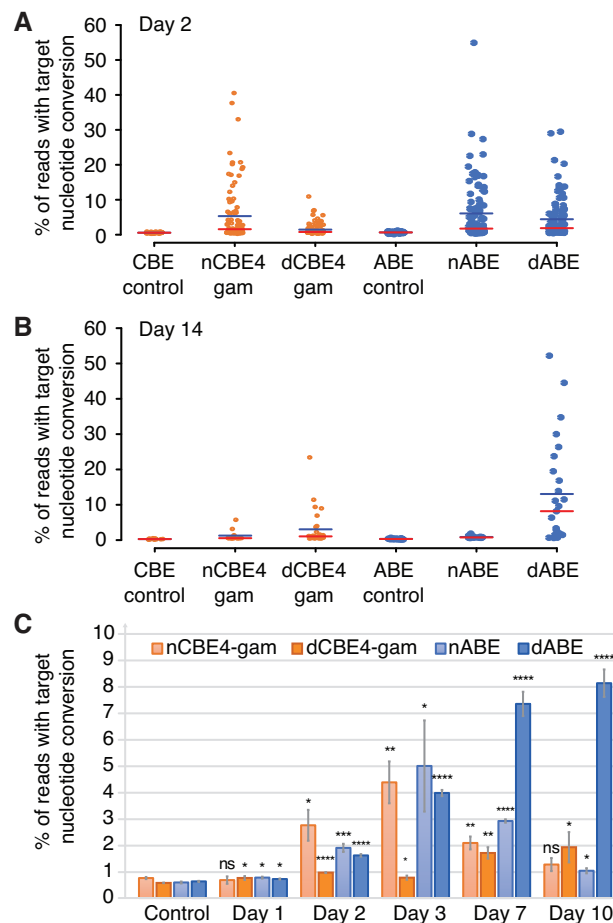 A
Day 2
% of reads with target
nucleotide conversion
60
50
40
30
20
10
0
CBE control
nCBE4 gam
dCBE4 gam
ABE control
nABE
dABE
B
Day 14
% of reads with target
nucleotide conversion
60
50
40
30
20
10
0
CBE control
nCBE4 gam
dCBE4 gam
ABE control
nABE
dABE
C
% of reads with target
nucleotide conversion
nCBE4-gam dCBE4-gam nABE dABE
10
9
8
7
6
5
4
3
2
1
0
ns * * *
* **** *** ****
** * * ****
** ** **** ****
ns * * ****
Control Day 1 Day 2 Day 3 Day 7 Day 10